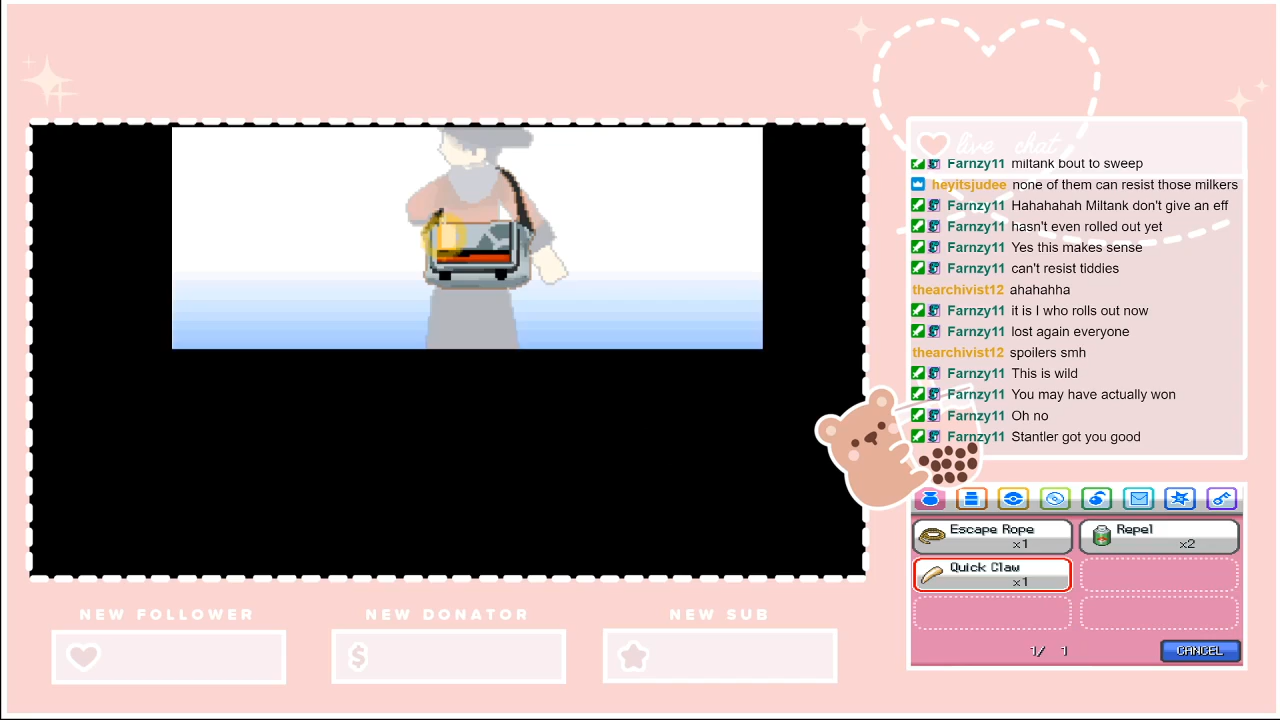 live chat
Farnzy11 miltank bout to sweep
heyitsjudee none of them can resist those milkers
Farnzy11 Hahahahah Miltank don't give an eff
Farnzy11 hasn't even rolled out yet
Farnzy11 Yes this makes sense
Farnzy11 can't resist tiddies
thearchivist12 ahahahha
Farnzy11 it is I who rolls out now
Farnzy11 lost again everyone
thearchivist12 spoilers smh
Farnzy11 This is wild
Farnzy11 You may have actually won
Farnzy11 Oh no
Farnzy11 Stantler got you good
Escape Rope
x1
Repel
x2
Quick Claw
x1
1/ 1
CANCEL
NEW FOLLOWER
EW DONATOR
NEW SUB
$